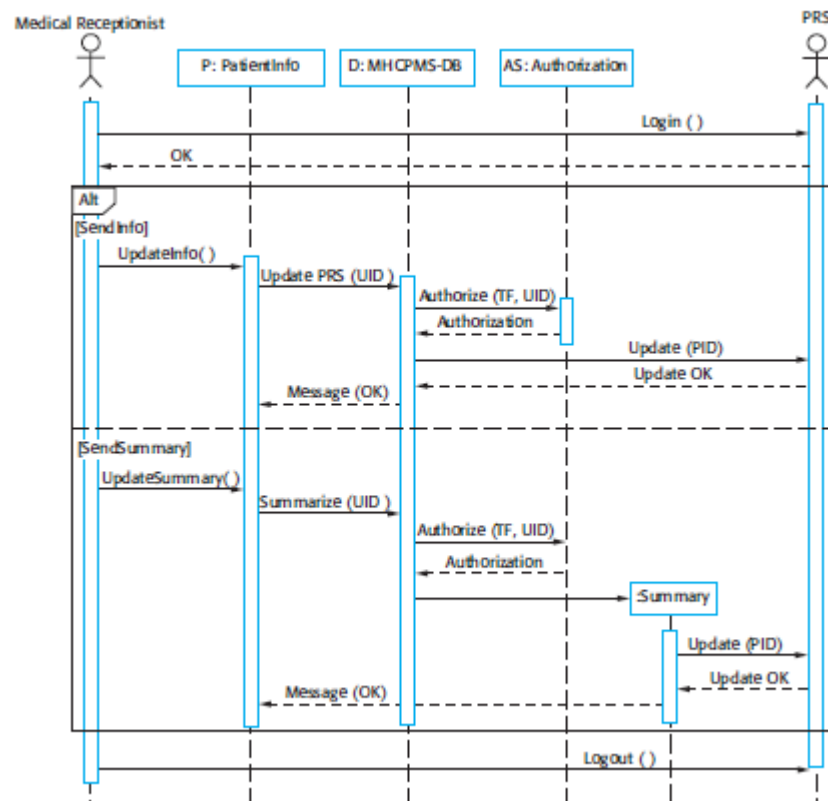 Medical Receptionist
PRS
P: PatientInfo
D: MHCPMS-DB
AS: Authorization
Login ( )
OK
Alt
[SendInfo]
UpdateInfo( )
Update PRS (UID )
Authorize (TF, UID)
Authorization
Update (PID)
Update OK
Message (OK)
[SendSummary]
UpdateSummary( )
Summarize (UID )
Authorize (TF, UID)
Authorization
:Summary
Update (PID)
Update OK
Message (OK)
Logout ( )